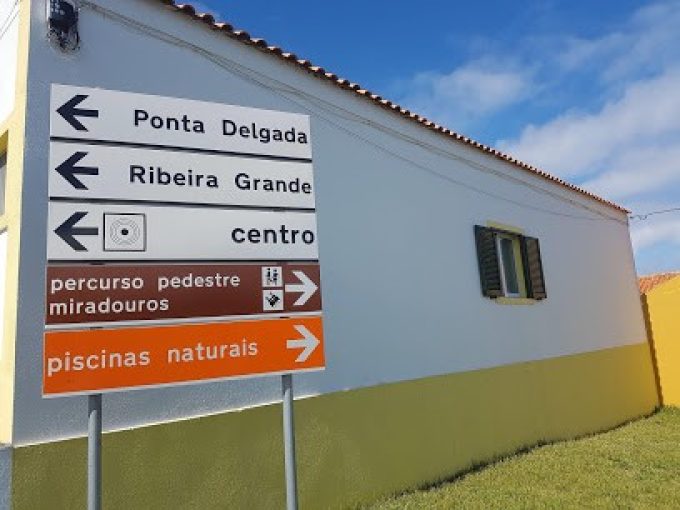 Ponta Delgada
Ribeira Grande
centro
percurso pedestre
miradouros
piscinas naturais